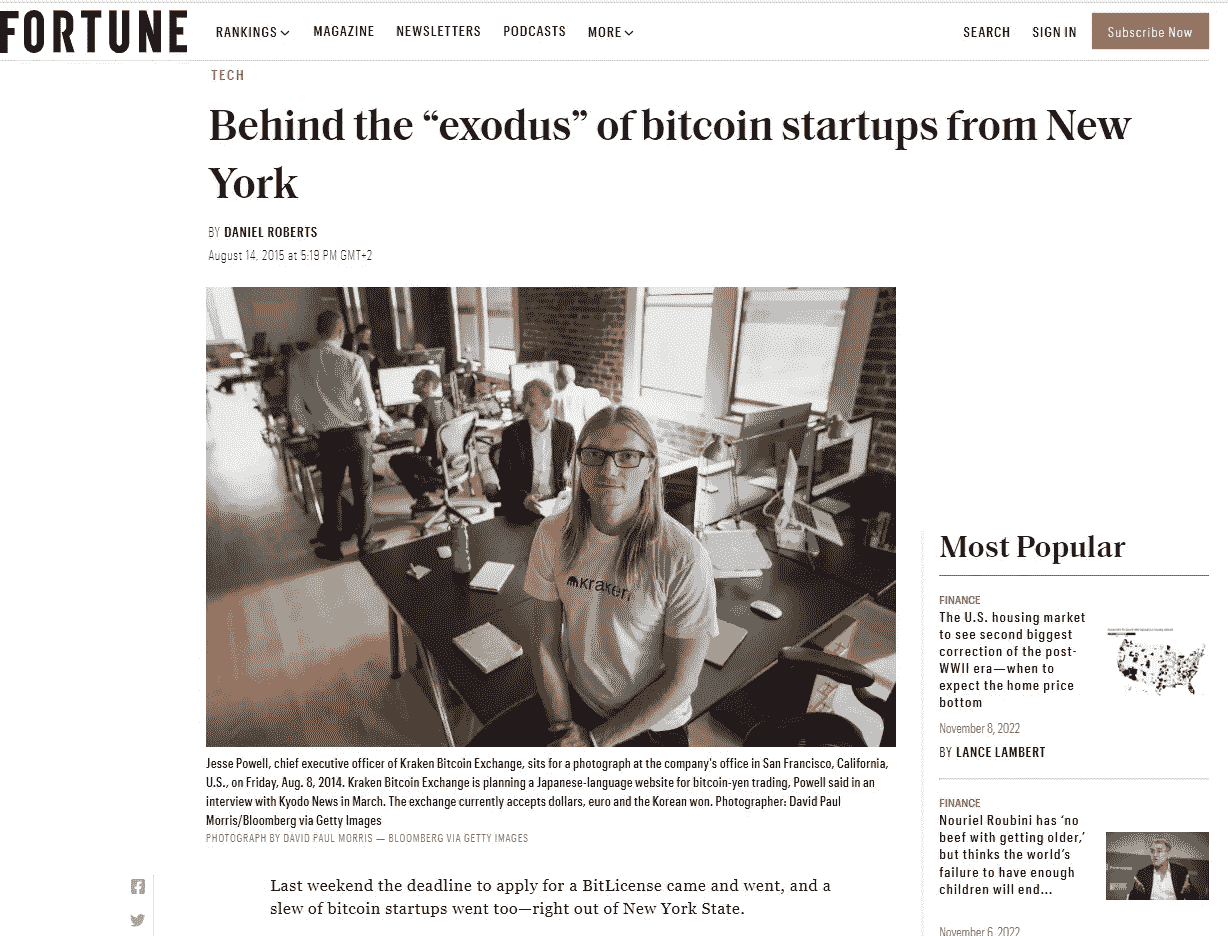 FORTUNE
RANKINGS MAGAZINE NEWSLETTERS PODCASTS MORE SEARCH SIGN IN Subscribe Now
TECH
Behind the “exodus” of bitcoin startups from New
York
BY DANIEL ROBERTS
August 14, 2015 at 5:19 PM GMT+2
kraken
Jesse Powell, chief executive officer of Kraken Bitcoin Exchange, sits for a photograph at the company's office in San Francisco, California,
U.S., on Friday, Aug. 8, 2014. Kraken Bitcoin Exchange is planning a Japanese-language website for bitcoin-yen trading, Powell said in an
interview with Kyodo News in March. The exchange currently accepts dollars, euro and the Korean won. Photographer: David Paul
Morris/Bloomberg via Getty Images
PHOTOGRAPH BY DAVID PAUL MORRIS — BLOOMBERG VIA GETTY IMAGES
Last weekend the deadline to apply for a BitLicense came and went, and a
slew of bitcoin startups went too—right out of New York State.
Most Popular
FINANCE
The U.S. housing market
to see second biggest
correction of the post-
WWII era—when to
expect the home price
bottom
November 8, 2022
BY LANCE LAMBERT
FINANCE
Nouriel Roubini has ‘no
beef with getting older,’
but thinks the world’s
failure to have enough
children will end...
November 6, 2022